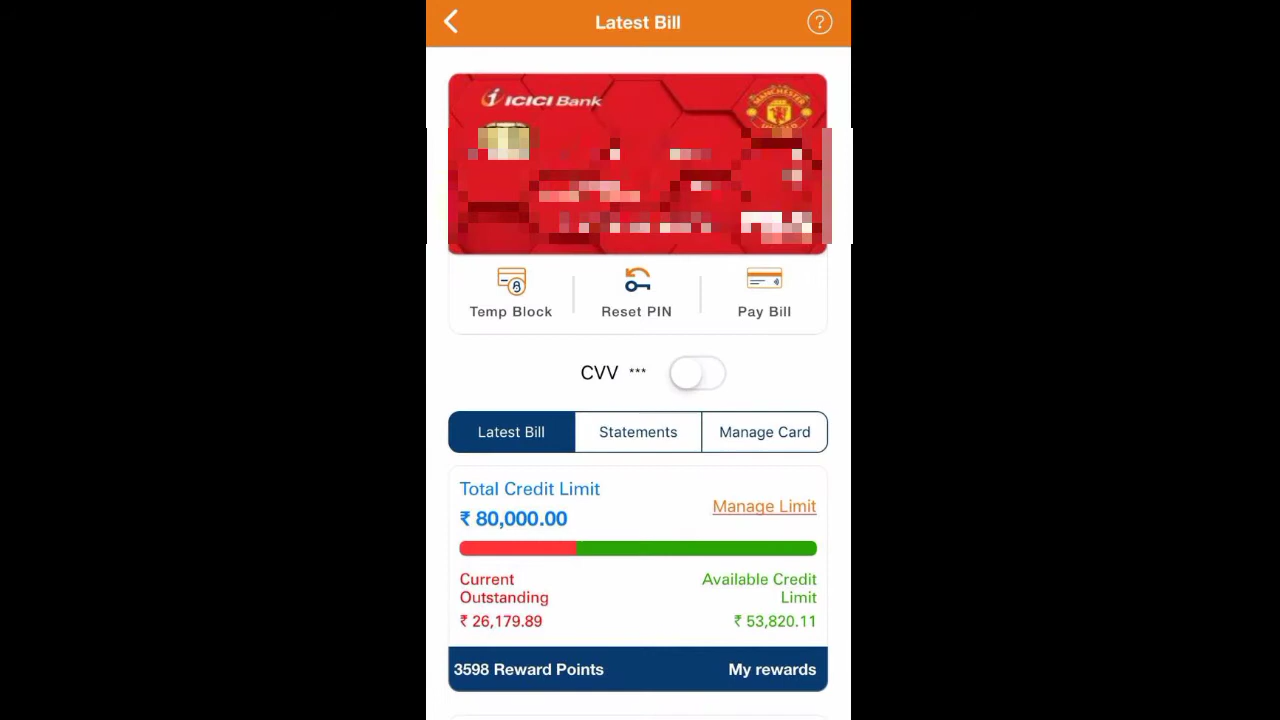 Latest Bill
?
ICICI Bank
MANCHESTER
Temp Block
Reset PIN
Pay Bill
CVV ***
Latest Bill
Statements
Manage Card
Total Credit Limit
Manage Limit
₹ 80,000.00
Current
Outstanding
Available Credit
Limit
₹ 26,179.89
₹ 53,820.11
3598 Reward Points
My rewards